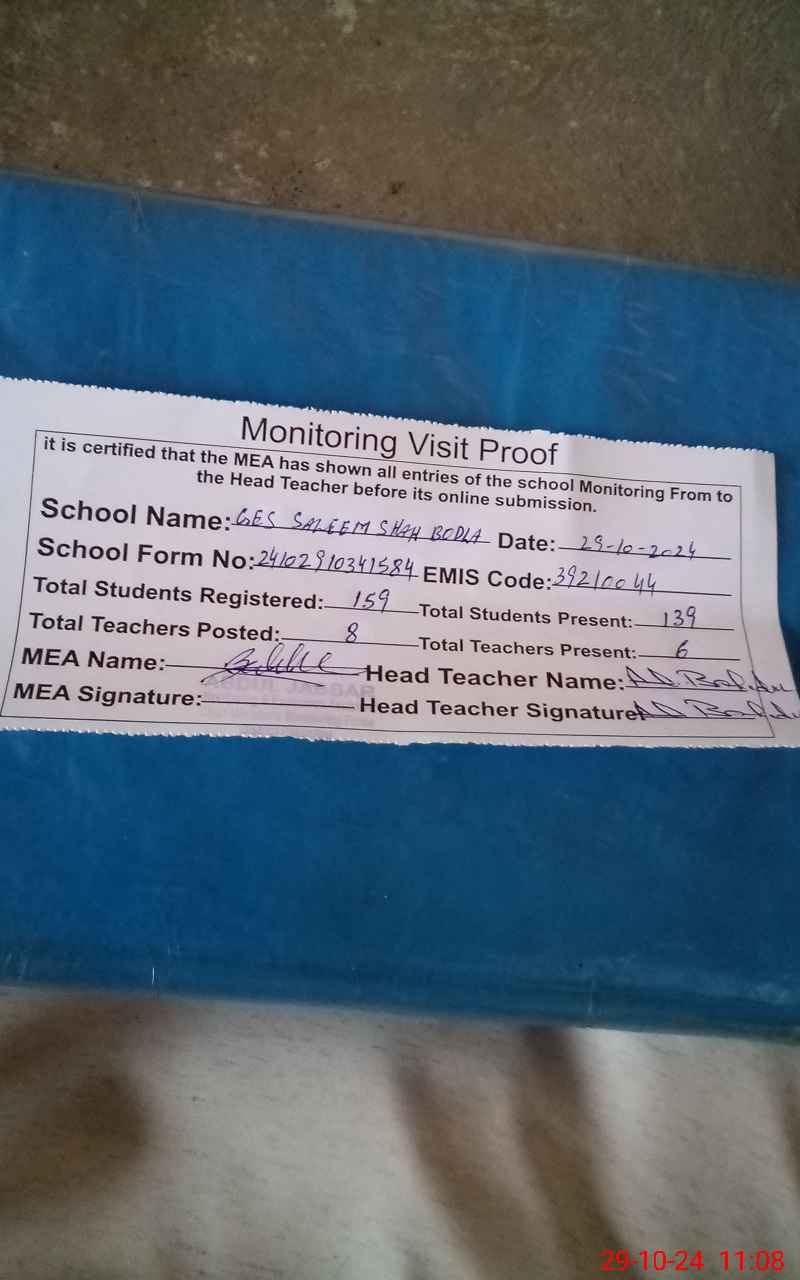 Monitoring Visit Proof
it is certified that the MEA has shown all entries of the school Monitoring From to
the Head Teacher before its online submission.
School Name: GES SALEEM SHAH BODLA Date: 29-10-2024
School Form No: 24102910341584 EMIS Code: 39210044
Total Students Registered: 159 Total Students Present: 139
Total Teachers Posted: 8 Total Teachers Present: 6
MEA Name: Head Teacher Name:
ABDUL JABBAR
MEA Signature: Head Teacher Signature
29-10-24 11:08